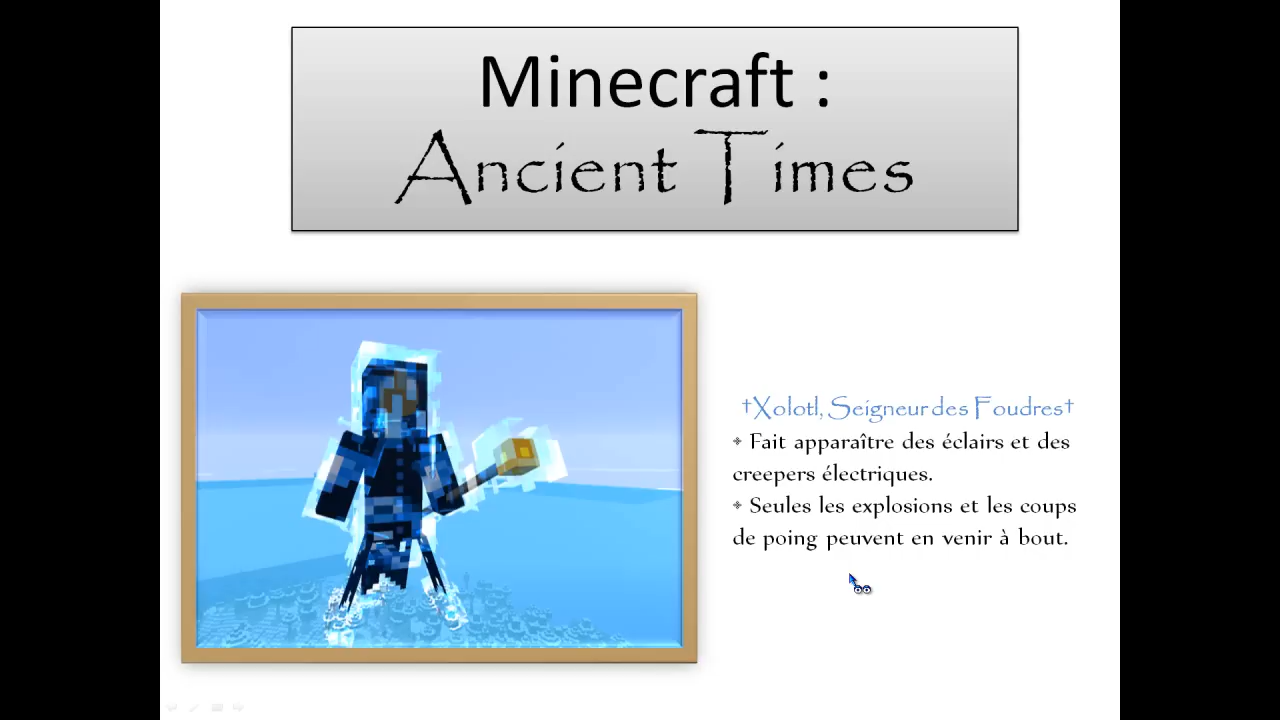 Minecraft :
Ancient Times
†Xolotl, Seigneur des Foudres†
⌖ Fait apparaître des éclairs et des
creepers électriques.
⌖ Seules les explosions et les coups
de poing peuvent en venir à bout.